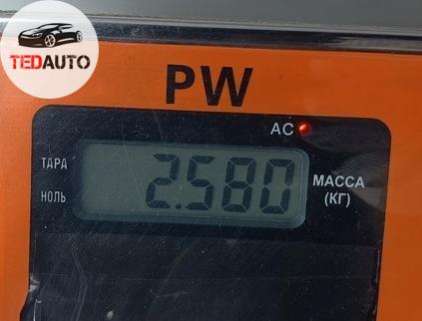 TEDAUTO
PW
AC
ТАРА
2.580
МАССА
НОЛЬ
(КГ)